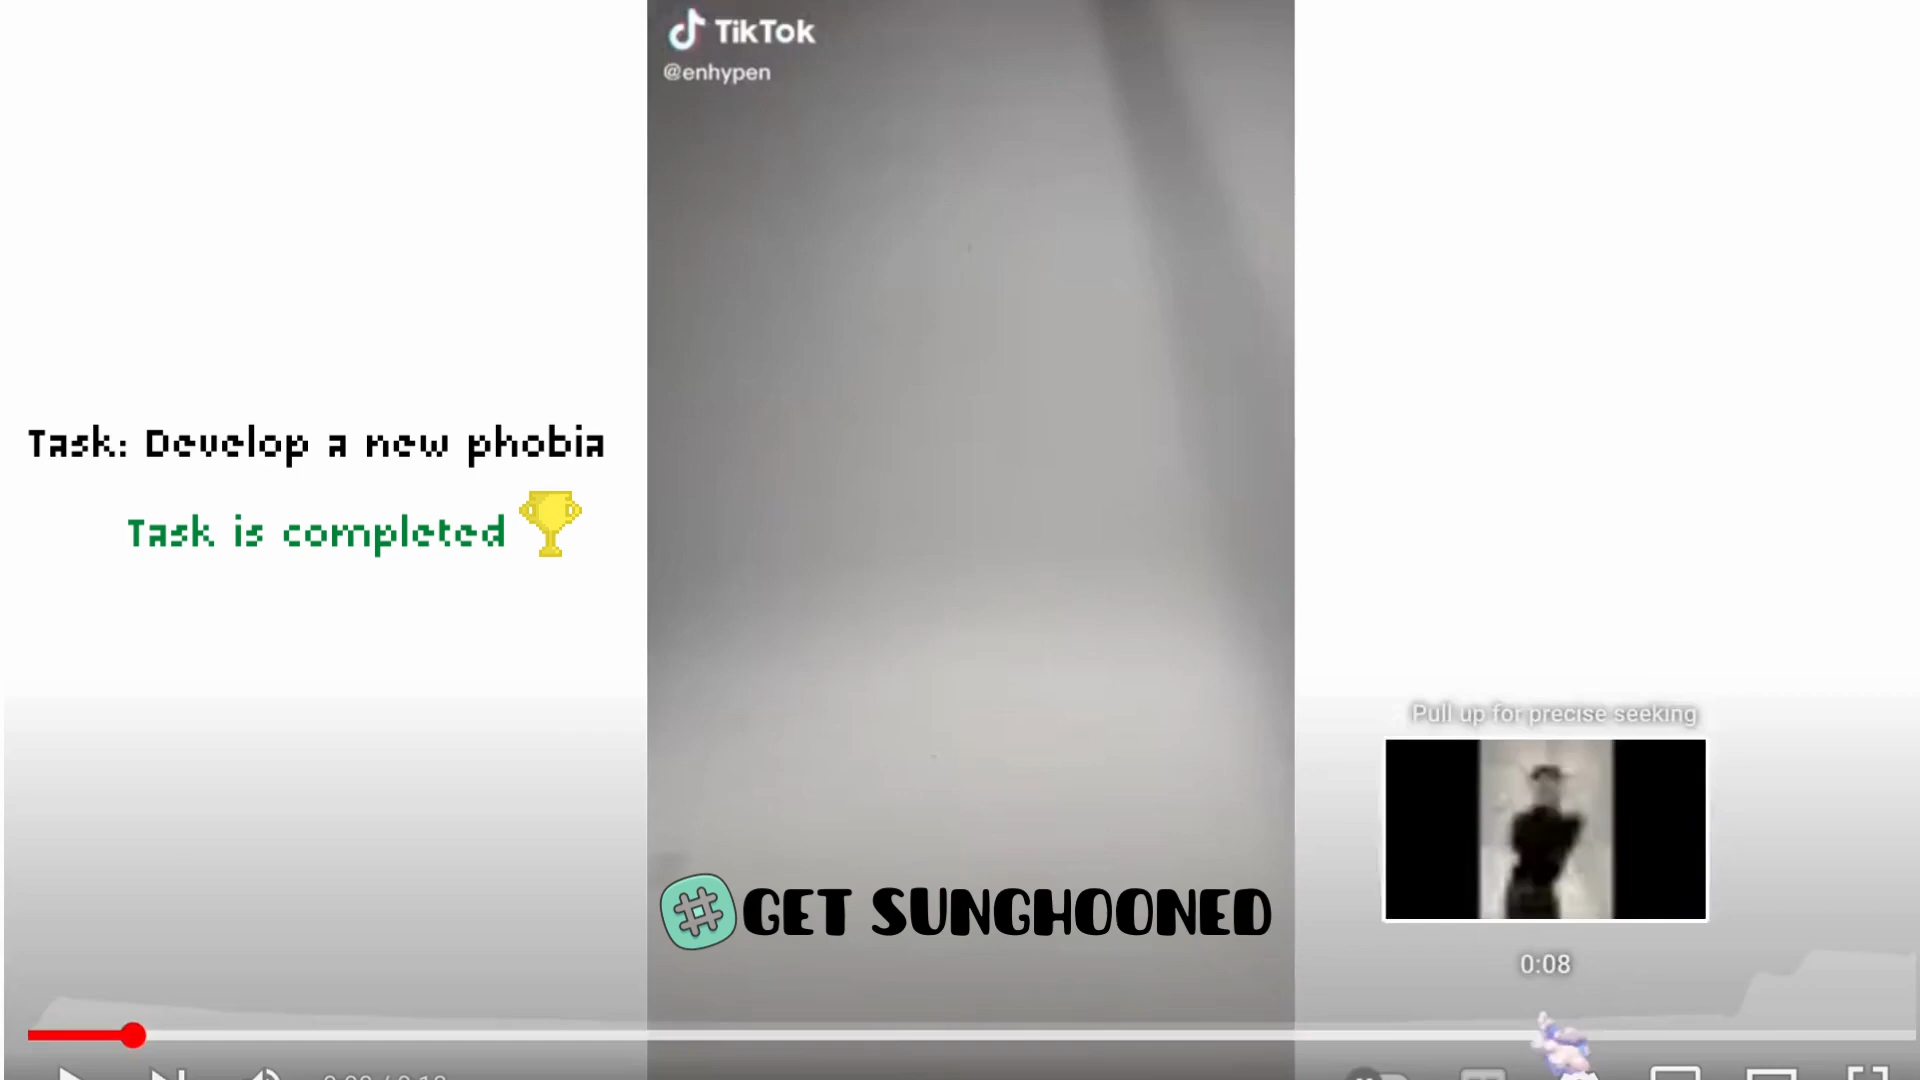 TikTok
@enhypen
Task: Develop a new phobia
Task is completed
Pull up for precise seeking
#GET SUNGHOONED
0:08